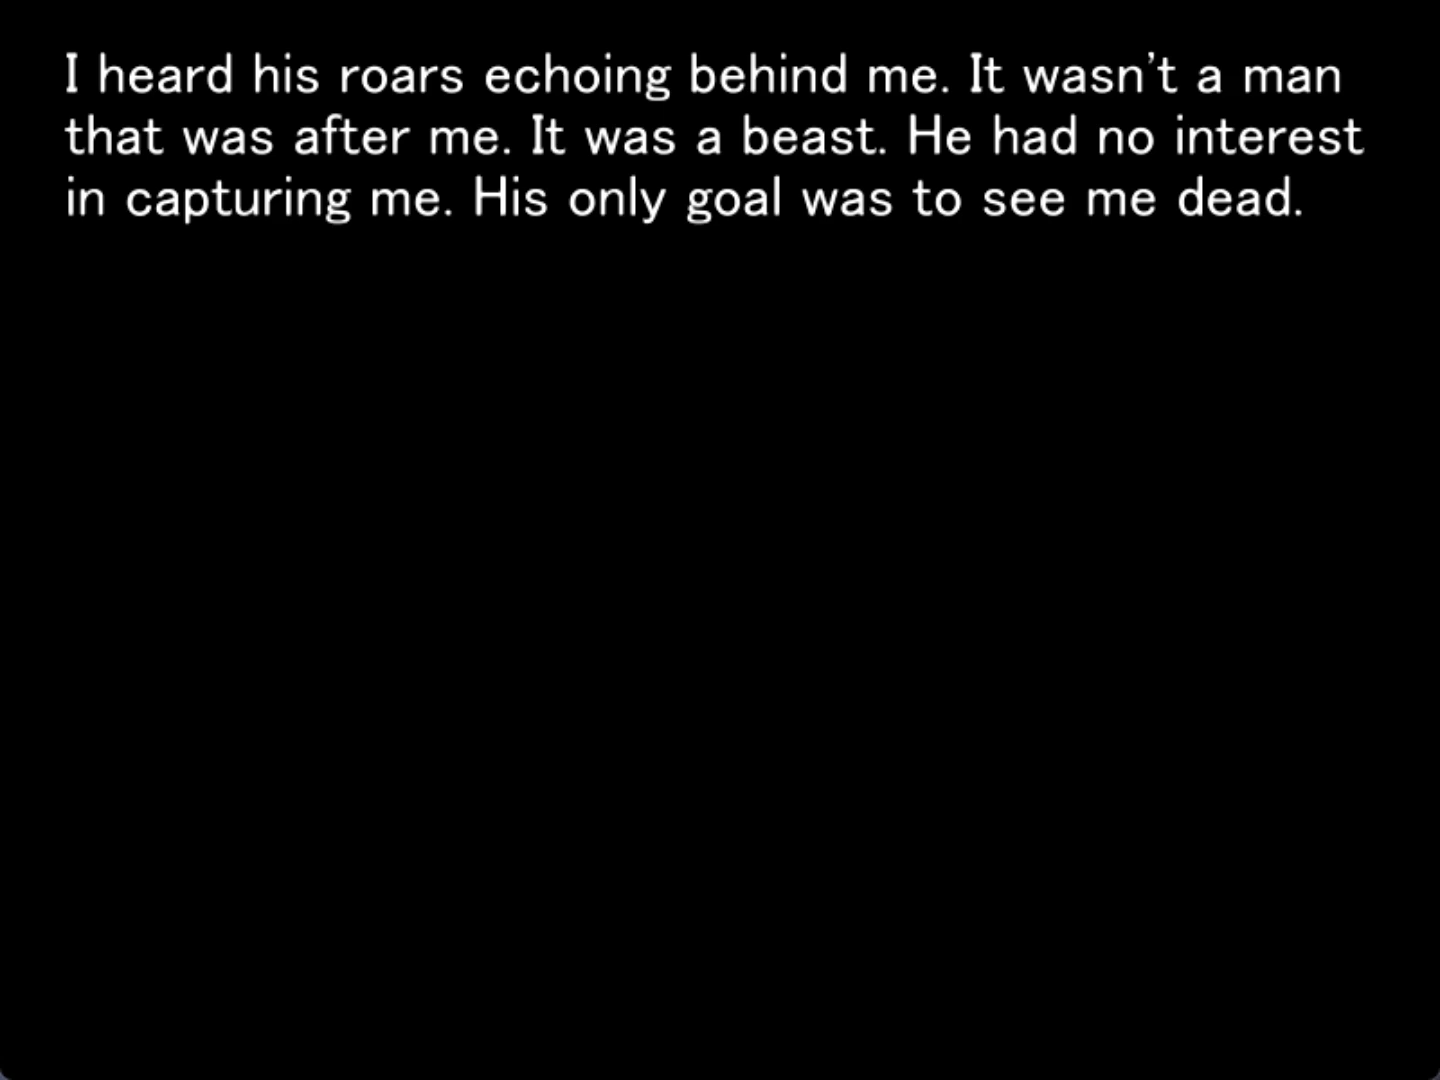 I heard his roars echoing behind me. It wasn't a man
that was after me. It was a beast. He had no interest
in capturing me. His only goal was to see me dead.